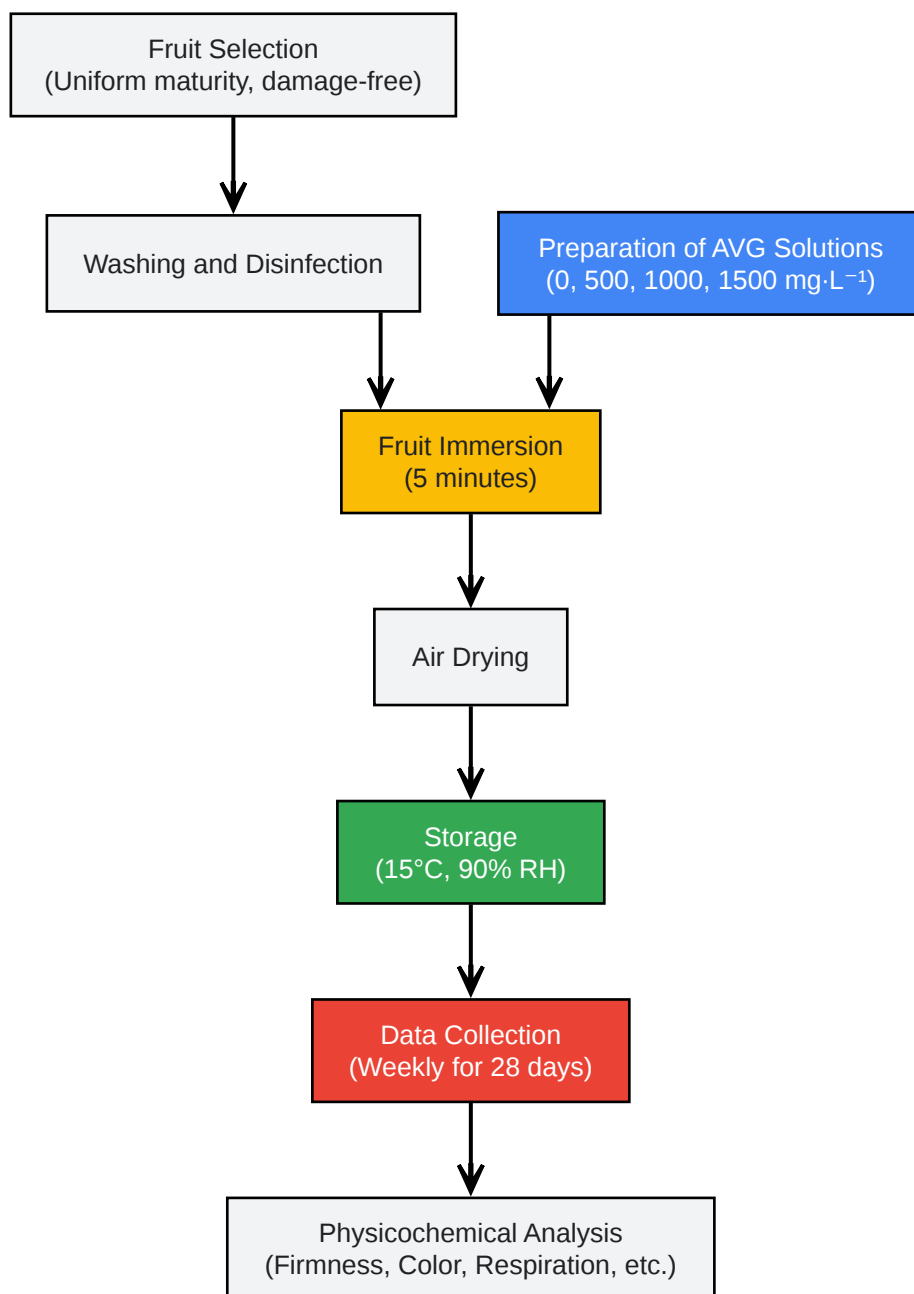 Fruit Selection
(Uniform maturity, damage-free)
Washing and Disinfection
Preparation of AVG Solutions
(0, 500, 1000, 1500 mg·L⁻¹)
Fruit Immersion
(5 minutes)
Air Drying
Storage
(15°C, 90% RH)
Data Collection
(Weekly for 28 days)
Physicochemical Analysis
(Firmness, Color, Respiration, etc.)